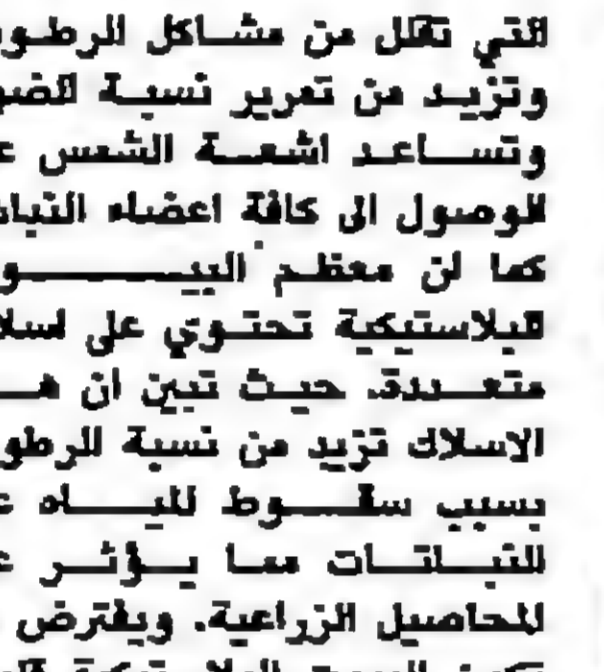 التي تقلل من مشاكل الرطو
وتزيد من تمرير نسبة الضو
وتساعد اشعة الشمس
الوصول الى كافة اعضاء النبا
كما ان معظم البيو
البلاستيكية تحتوي على اسلا
متعددة، حيث تبين ان هـ
الاسلاك تزيد من نسبة الرطو
بسبب سقوط المياه
النباتات مما يؤثر
المحاصيل الزراعية. ويفترض